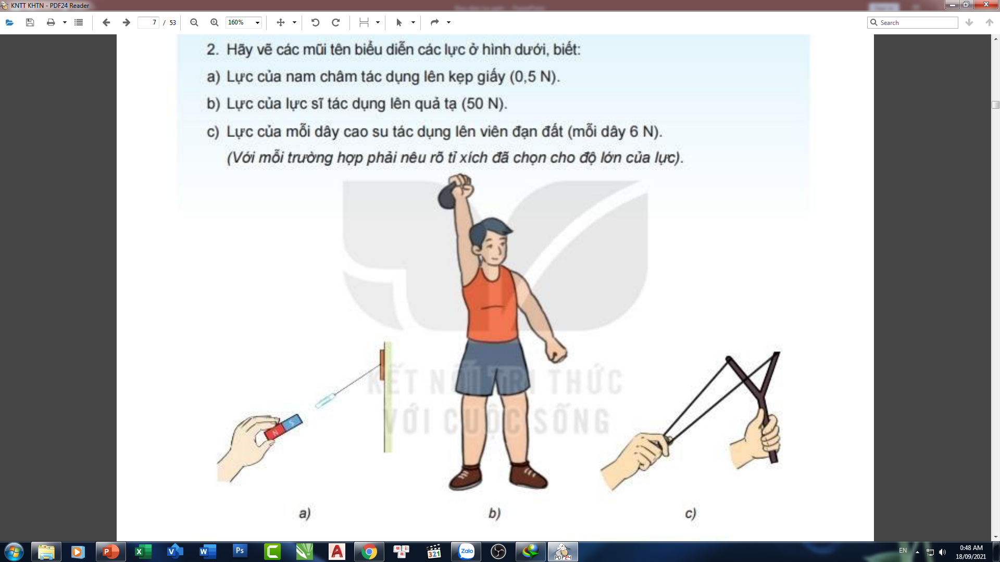 KNTT KHTN - PDF24 Reader
7 / 53
160%
Search
2. Hãy vẽ các mũi tên biểu diễn các lực ở hình dưới, biết:
a) Lực của nam châm tác dụng lên kẹp giấy (0,5 N).
b) Lực của lực sĩ tác dụng lên quả tạ (50 N).
c) Lực của mỗi dây cao su tác dụng lên viên đạn đất (mỗi dây 6 N).
(Với mỗi trường hợp phải nêu rõ tỉ xích đã chọn cho độ lớn của lực).
KẾT NỐI TRI THỨC
VỚI CUỘC SỐNG
N S
a) b) c)
Ps
Zalo
321
PDF24
EN
0:48 AM
18/09/2021